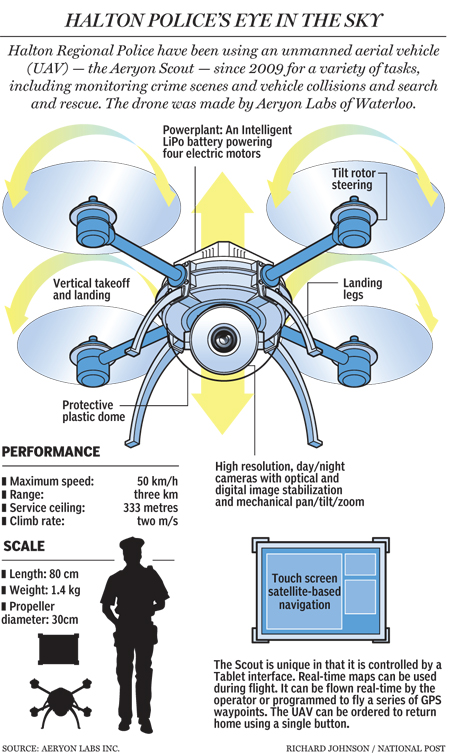 HALTON POLICE'S EYE IN THE SKY
Halton Regional Police have been using an unmanned aerial vehicle
(UAV) — the Aeryon Scout — since 2009 for a variety of tasks,
including monitoring crime scenes and vehicle collisions and search
and rescue. The drone was made by Aeryon Labs of Waterloo.
Powerplant: An Intelligent
LiPo battery powering
four electric motors
Tilt rotor
steering
Vertical takeoff
and landing
Landing
legs
Protective
plastic dome
High resolution, day/night
cameras with optical and
digital image stabilization
and mechanical pan/tilt/zoom
PERFORMANCE
Maximum speed: 50 km/h
Range: three km
Service ceiling: 333 metres
Climb rate: two m/s
SCALE
Length: 80 cm
Weight: 1.4 kg
Propeller
diameter: 30cm
Touch screen
satellite-based
navigation
The Scout is unique in that it is controlled by a
Tablet interface. Real-time maps can be used
during flight. It can be flown real-time by the
operator or programmed to fly a series of GPS
waypoints. The UAV can be ordered to return
home using a single button.
SOURCE: AERYON LABS INC.
RICHARD JOHNSON / NATIONAL POST